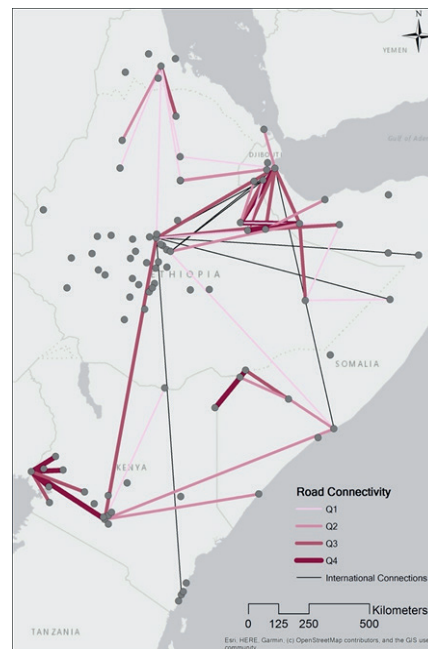 N
YEMEN
Gulf of Aden
DJIBOUTI
ETHIOPIA
SOMALIA
KENYA
Road Connectivity
Q1
Q2
Q3
Q4
International Connections
Kilometers
0 125 250 500
TANZANIA
Esri, HERE, Garmin, (c) OpenStreetMap contributors, and the GIS use
community